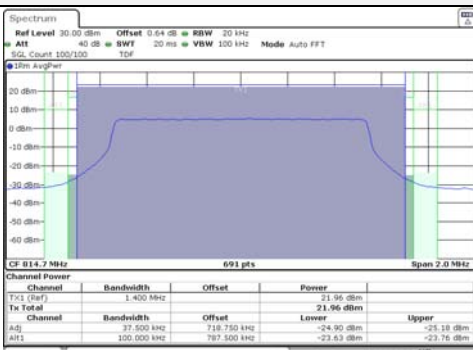 Spectrum
Ref Level 30.00 dBm Offset 0.64 dB RBW 20 kHz
Att 40 dB SWT 20 ms VBW 100 kHz Mode Auto FFT
SGL Count 100/100 TDF
1Rm AvgPwr
20 dBm
10 dBm
0 dBm
-10 dBm
-20 dBm
-30 dBm
-40 dBm
-50 dBm
-60 dBm
CF 814.7 MHz 691 pts Span 2.0 MHz
Channel Power
Channel Bandwidth Offset Power
TX1 (Ref) 1.400 MHz 21.96 dBm
Tx Total 21.96 dBm
Channel Bandwidth Offset Lower Upper
Adj 37.500 kHz 718.750 kHz -24.90 dBm -25.18 dBm
Alt1 100.000 kHz 787.500 kHz -23.63 dBm -23.76 dBm